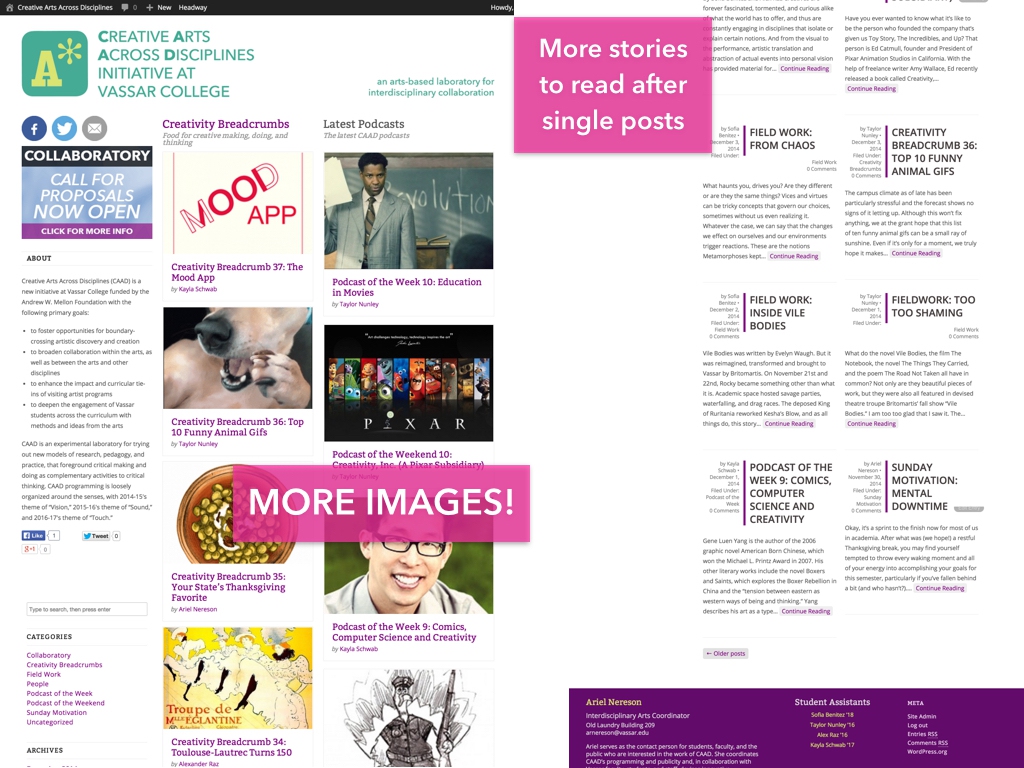 Creative Arts Across Disciplines
0
New
Headway
Howdy,
A*
CREATIVE ARTS
ACROSS DISCIPLINES
INITIATIVE AT
VASSAR COLLEGE
an arts-based laboratory for
interdisciplinary collaboration
COLLABORATORY
CALL FOR
PROPOSALS
NOW OPEN
CLICK FOR MORE INFO
ABOUT
Creative Arts Across Disciplines (CAAD) is a
new initiative at Vassar College funded by the
Andrew W. Mellon Foundation with the
following primary goals:
to foster opportunities for boundary-
crossing artistic discovery and creation
to broaden collaboration within the arts, as
well as between the arts and other
disciplines
to enhance the impact and curricular tie-
ins of visiting artist programs
to deepen the engagement of Vassar
students across the curriculum with
methods and ideas from the arts
CAAD is an experimental laboratory for trying
out new models of research, pedagogy, and
practice, that foreground critical making and
doing as complementary activities to critical
thinking. CAAD programming is loosely
organized around the senses, with 2014-15's
theme of "Vision," 2015-16's theme of "Sound,"
and 2016-17's theme of "Touch."
Like 1
Tweet 0
g+1 0
Type to search, then press enter
CATEGORIES
Collaboratory
Creativity Breadcrumbs
Field Work
People
Podcast of the Week
Podcast of the Weekend
Sunday Motivation
Uncategorized
ARCHIVES
Creativity Breadcrumbs
Food for creative making, doing, and
thinking
MOOD
APP
Creativity Breadcrumb 37: The
Mood App
by Kayla Schwab
Creativity Breadcrumb 36: Top
10 Funny Animal Gifs
by Taylor Nunley
Creativity Breadcrumb 35:
Your State's Thanksgiving
Favorite
by Ariel Nereson
Troupe de
MLLE EGLANTINE
Creativity Breadcrumb 34:
Toulouse-Lautrec Turns 150
by Alexander Raz
Latest Podcasts
The latest CAAD podcasts
Podcast of the Week 10: Education
in Movies
by Taylor Nunley
PIXAR
Podcast of the Weekend 10:
Creativity, Inc. (A Pixar Subsidiary)
MORE IMAGES!
Podcast of the Week 9: Comics,
Computer Science and Creativity
by Kayla Schwab
More stories
to read after
single posts
forever fascinated, tormented, and curious alike
of what the world has to offer, and thus are
engaging in disciplines that isolate or
explain certain notions. And from the visual to
the performance, artistic translation and
abstraction of actual events into personal vision
has provided material for... Continue Reading
Have you ever wanted to know what it's like to
be the person who founded the company that's
given us Toy Story, The Incredibles, and Up? That
person is Ed Catmull, founder and President of
Pixar Animation Studios in California. With the
help of freelance writer Amy Wallace, Ed recently
released a book called Creativity,...
Continue Reading
by Sofia
Benitez •
December 3,
2014
Filed Under:
Field Work
0 Comments
FIELD WORK:
FROM CHAOS
What haunts you, drives you? Are they different
or are they the same things? Vices and virtues
can be tricky concepts that govern our choices,
sometimes without us even realizing it.
Whatever the case, we can say that the changes
we effect on ourselves and our environments
trigger reactions. These are the notions
Metamorphoses kept... Continue Reading
by Taylor
Nunley •
December 3,
2014
Filed Under:
Creativity
Breadcrumbs
0 Comments
CREATIVITY
BREADCRUMB 36:
TOP 10 FUNNY
ANIMAL GIFS
The campus climate as of late has been
particularly stressful and the forecast shows no
signs of it letting up. Although this won't fix
anything, we at the grant hope that this list
of ten funny animal gifs can be a small ray of
sunshine. Even if it's only for a moment, we truly
hope it makes... Continue Reading
by Sofia
Benitez •
December 2,
2014
Filed Under:
Field Work
0 Comments
FIELD WORK:
INSIDE VILE
BODIES
Vile Bodies was written by Evelyn Waugh. But it
was reimagined, transformed and brought to
Vassar by Britomartis. On November 21st and
22nd, Rocky became something other than what
it is. Academic space hosted savage parties,
waterfalling, and drag races. The deposed King
of Ruritania reworked Kesha's Blow, and as all
things do, this story... Continue Reading
by Taylor
Nunley •
December 1,
2014
Filed Under:
Field Work
0 Comments
FIELDWORK: TOO
TOO SHAMING
What do the novel Vile Bodies, the film The
Notebook, the novel The Things They Carried,
and the poem The Road Not Taken all have in
common? Not only are they beautiful pieces of
work, but they were also all featured in devised
theatre troupe Britomartis' fall show "Vile
Bodies." I am too too glad that I saw it. The...
Continue Reading
by Kayla
Schwab •
December 1,
2014
Filed Under:
Podcast of the
Week
0 Comments
PODCAST OF THE
WEEK 9: COMICS,
COMPUTER
SCIENCE AND
CREATIVITY
Gene Luen Yang is the author of the 2006
graphic novel American Born Chinese, which
won the Michael L. Printz Award in 2007. His
other literary works include the novel Boxers
and Saints, which explores the Boxer Rebellion in
China and the "tension between eastern as
western ways of being and thinking." Yang
describes his art as a type... Continue Reading
by Ariel
Nereson •
November 30,
2014
Filed Under:
Sunday
Motivation
0 Comments
SUNDAY
MOTIVATION:
MENTAL
DOWNTIME
Okay, it's a sprint to the finish now for most of us
in academia. After what was (we hope!) a restful
Thanksgiving break, you may find yourself
tempted to throw every waking moment and all
of your energy into accomplishing your goals for
this semester, particularly if you've fallen behind
a bit (and who hasn't?),... Continue Reading
← Older posts
Ariel Nereson
Interdisciplinary Arts Coordinator
Old Laundry Building 209
arnereson@vassar.edu
Ariel serves as the contact person for students, faculty, and the
public who are interested in the work of CAAD. She coordinates
CAAD's programming and publicity and, in collaboration with
Student Assistants
Sofia Benitez '18
Taylor Nunley '16
Alex Raz '16
Kayla Schwab '17
META
Site Admin
Log out
Entries RSS
Comments RSS
WordPress.org